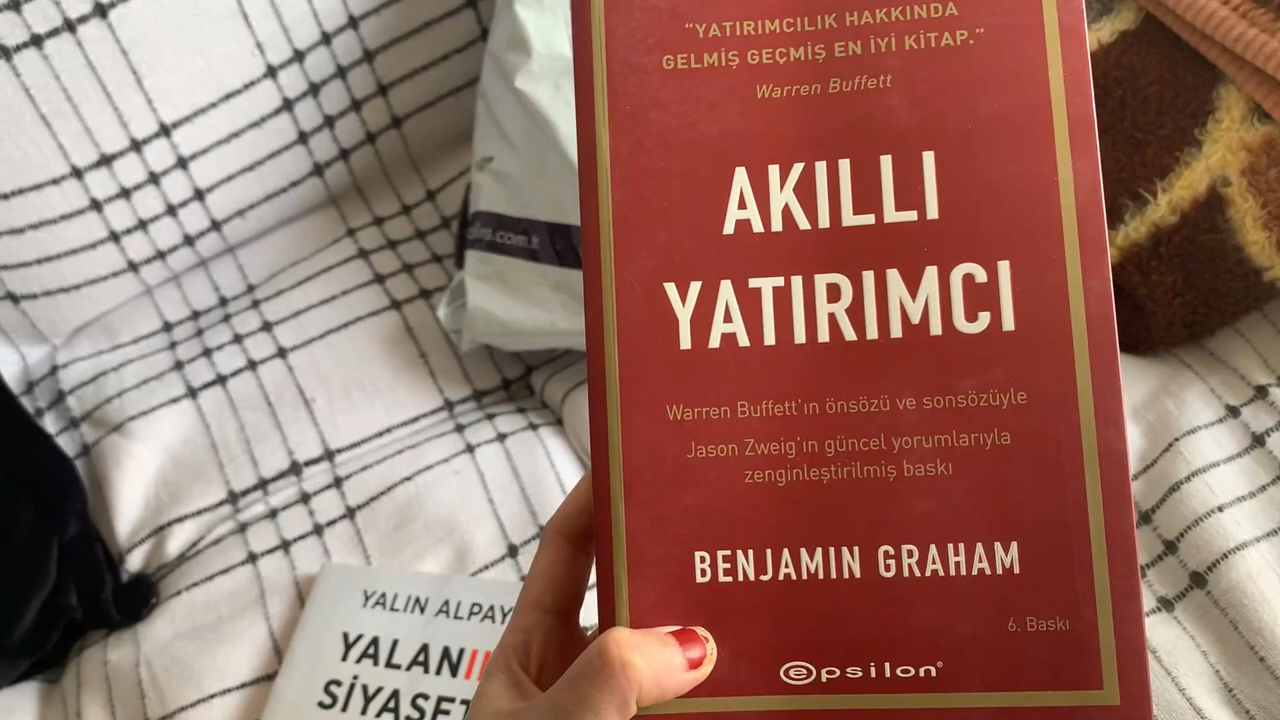 “YATIRIMCILIK HAKKINDA
GELMİŞ GEÇMİŞ EN İYİ KİTAP.”
Warren Buffett
AKILLI
YATIRIMCI
Warren Buffett'ın önsözü ve sonsözüyle
Jason Zweig'ın güncel yorumlarıyla
zenginleştirilmiş baskı
BENJAMIN GRAHAM
6. Baskı
epsilon®
YALIN ALPAY